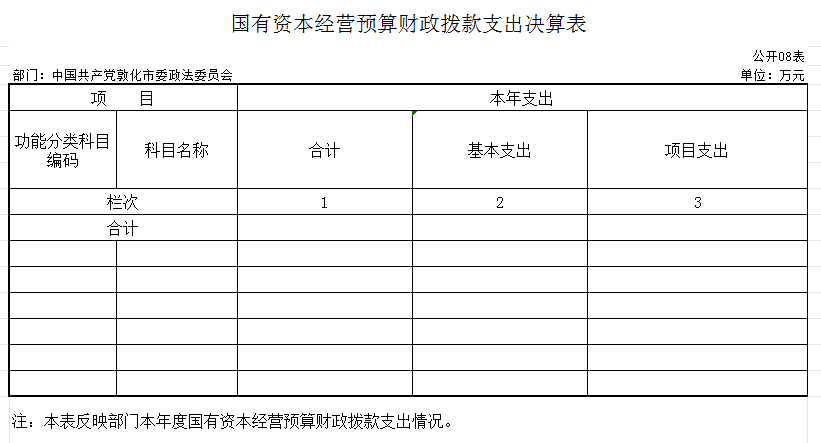 国有资本经营预算财政拨款支出决算表
公开08表
部门：中国共产党敦化市委政法委员会 单位：万元
项 目 本年支出
功能分类科目
编码 科目名称 合计 基本支出 项目支出
栏次 1 2 3
合计
注：本表反映部门本年度国有资本经营预算财政拨款支出情况。